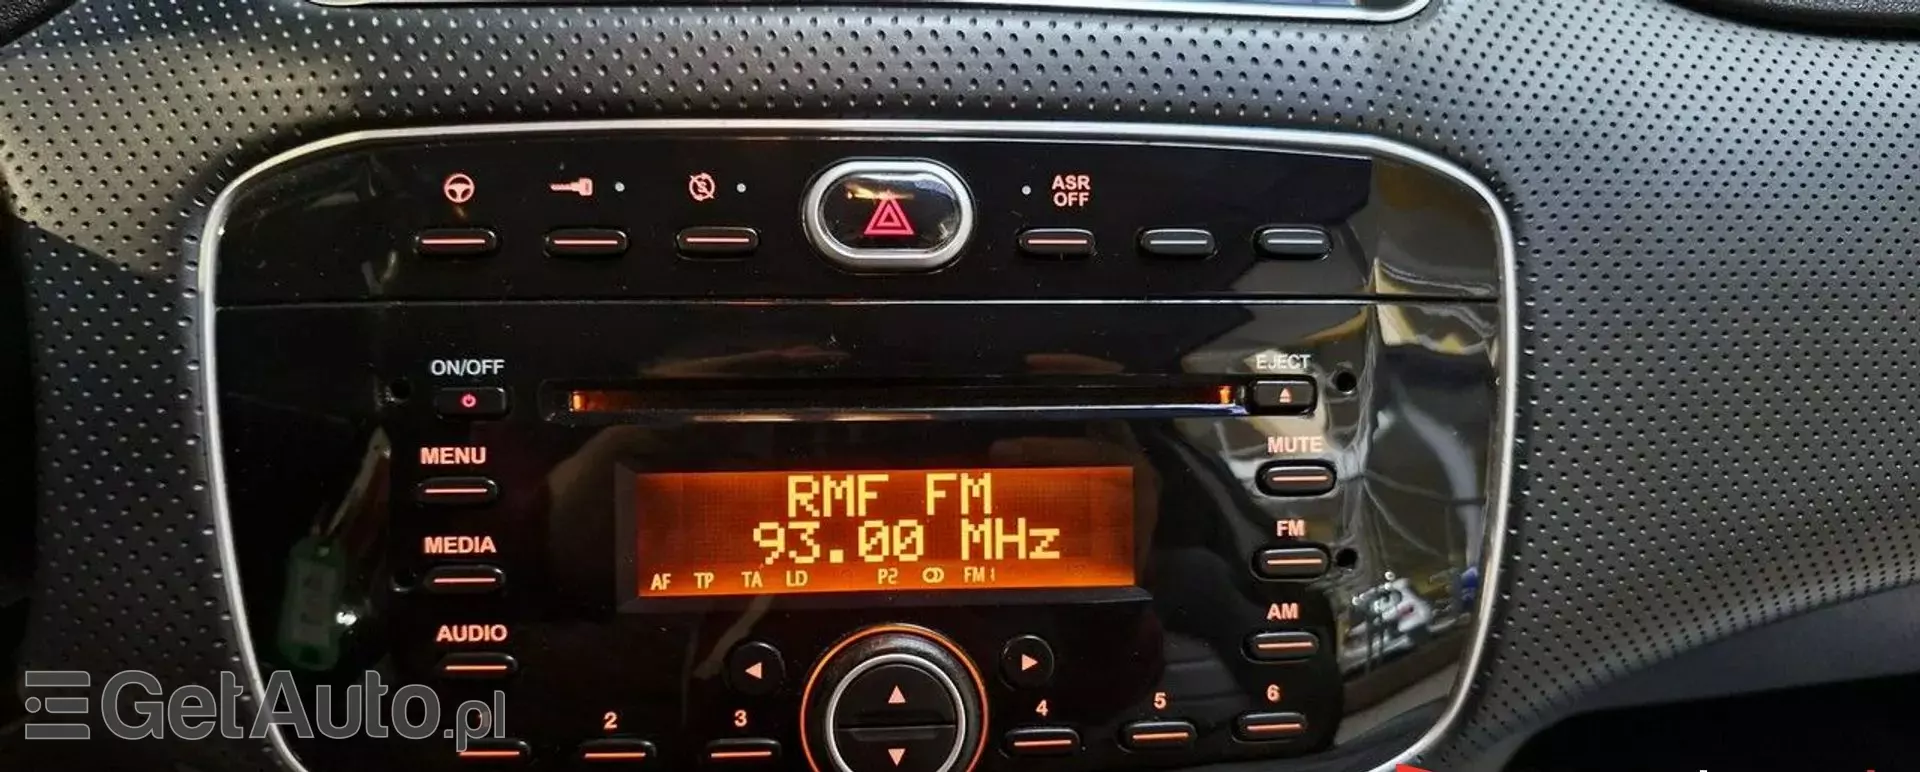 ASR
OFF
ON/OFF
EJECT
MENU
MUTE
RMF FM
93.00 MHz
AF TP TA LD P2 FM1
MEDIA
FM
AUDIO
AM
1 2 3 4 5 6
GetAuto.pl